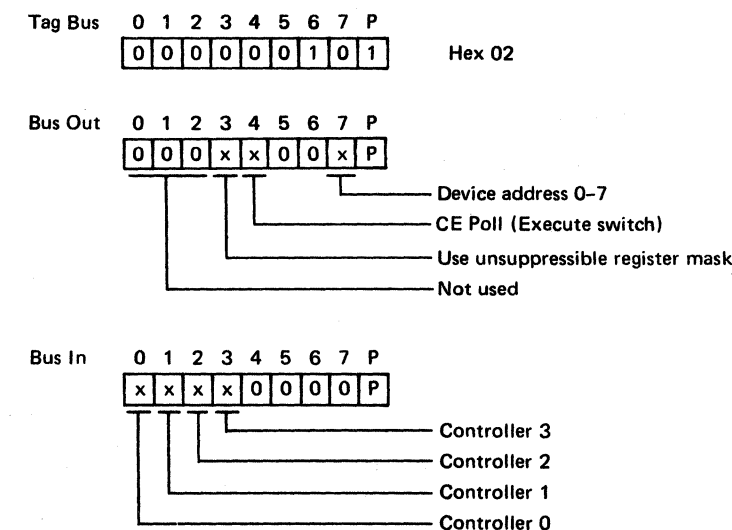 Tag Bus 0 1 2 3 4 5 6 7 P
0 0 0 0 0 0 1 0 1 Hex 02
Bus Out 0 1 2 3 4 5 6 7 P
0 0 0 x x 0 0 x P
Device address 0–7
CE Poll (Execute switch)
Use unsuppressible register mask
Not used
Bus In 0 1 2 3 4 5 6 7 P
x x x x 0 0 0 0 P
Controller 3
Controller 2
Controller 1
Controller 0